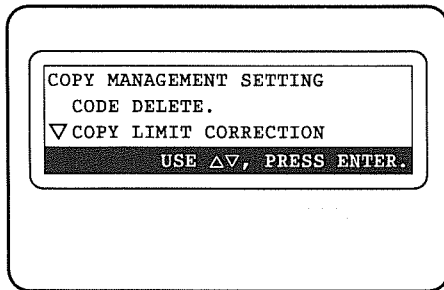 COPY MANAGEMENT SETTING
CODE DELETE.
▽ COPY LIMIT CORRECTION
USE △▽, PRESS ENTER.